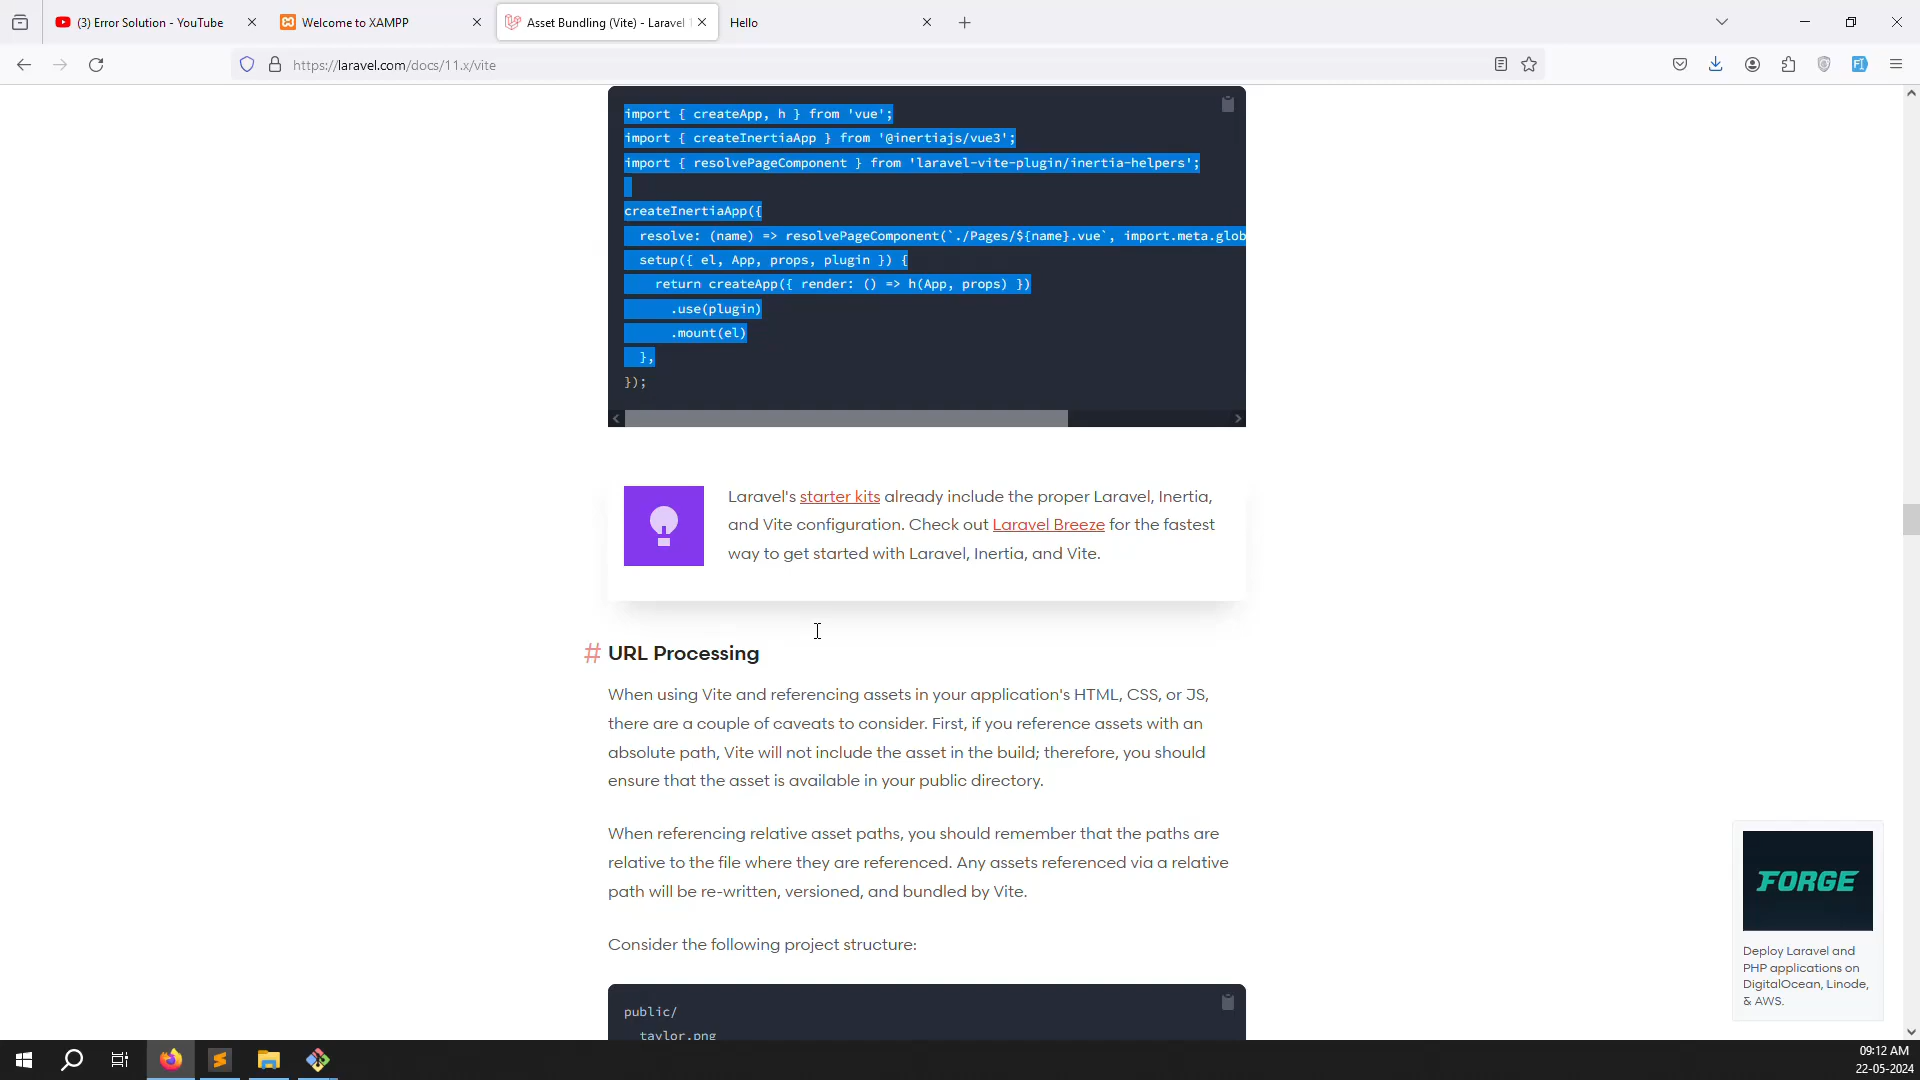 (3) Error Solution - YouTube
Welcome to XAMPP
Asset Bundling (Vite) - Laravel
Hello
https://laravel.com/docs/11.x/vite
import { createApp, h } from 'vue';
import { createInertiaApp } from '@inertiajs/vue3';
import { resolvePageComponent } from 'laravel-vite-plugin/inertia-helpers';
createInertiaApp({
resolve: (name) => resolvePageComponent(`./Pages/${name}.vue`, import.meta.glob
setup({ el, App, props, plugin }) {
return createApp({ render: () => h(App, props) })
.use(plugin)
.mount(el)
},
});
Laravel's starter kits already include the proper Laravel, Inertia,
and Vite configuration. Check out Laravel Breeze for the fastest
way to get started with Laravel, Inertia, and Vite.
# URL Processing
When using Vite and referencing assets in your application's HTML, CSS, or JS,
there are a couple of caveats to consider. First, if you reference assets with an
absolute path, Vite will not include the asset in the build; therefore, you should
ensure that the asset is available in your public directory.
When referencing relative asset paths, you should remember that the paths are
relative to the file where they are referenced. Any assets referenced via a relative
path will be re-written, versioned, and bundled by Vite.
Consider the following project structure:
public/
taylor.png
FORGE
Deploy Laravel and
PHP applications on
DigitalOcean, Linode,
& AWS.
09:12 AM
22-05-2024